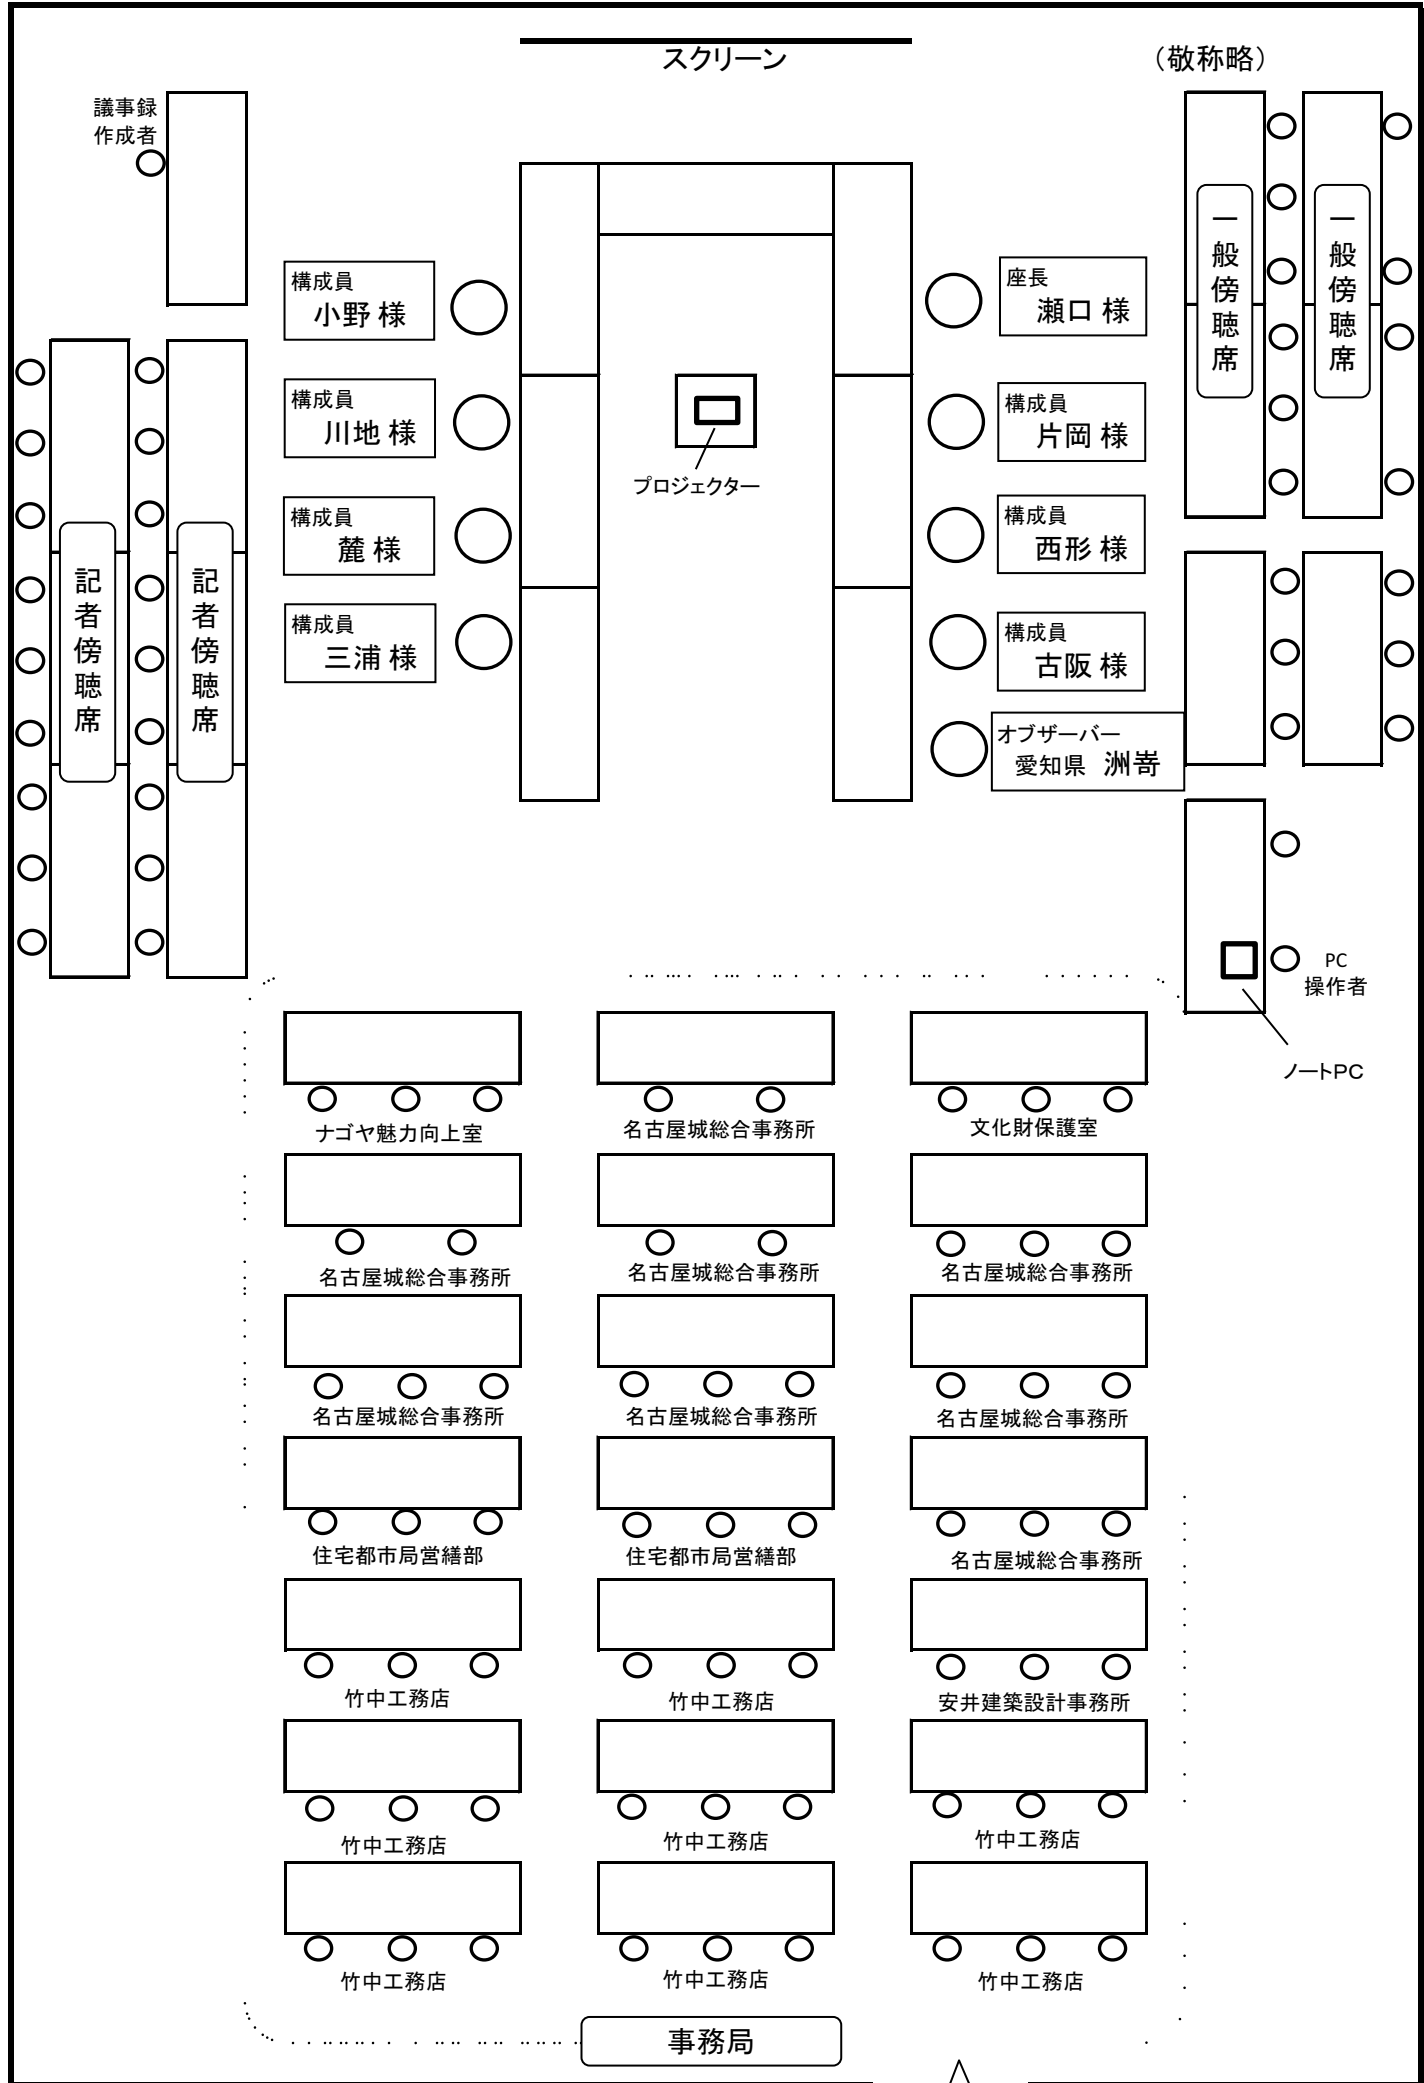 スクリーン
（敬称略）
議事録
作成者
構成員
小野 様
座長
瀬口 様
一般傍聴席
一般傍聴席
構成員
川地 様
構成員
片岡 様
プロジェクター
構成員
麓 様
構成員
西形 様
記者傍聴席
記者傍聴席
構成員
三浦 様
構成員
古阪 様
オブザーバー
愛知県 洲嵜
PC
操作者
ノートPC
ナゴヤ魅力向上室
名古屋城総合事務所
文化財保護室
名古屋城総合事務所
名古屋城総合事務所
名古屋城総合事務所
名古屋城総合事務所
名古屋城総合事務所
名古屋城総合事務所
住宅都市局営繕部
住宅都市局営繕部
名古屋城総合事務所
竹中工務店
竹中工務店
安井建築設計事務所
竹中工務店
竹中工務店
竹中工務店
竹中工務店
竹中工務店
竹中工務店
事務局